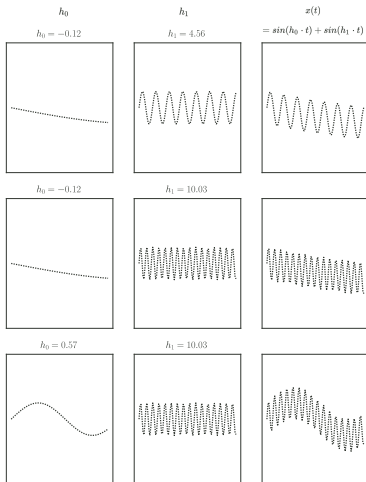 h₀ h₁ x(t)
= sin(h₀ · t) + sin(h₁ · t)
h₀ = −0.12 h₁ = 4.56
h₀ = −0.12 h₁ = 10.03
h₀ = 0.57 h₁ = 10.03